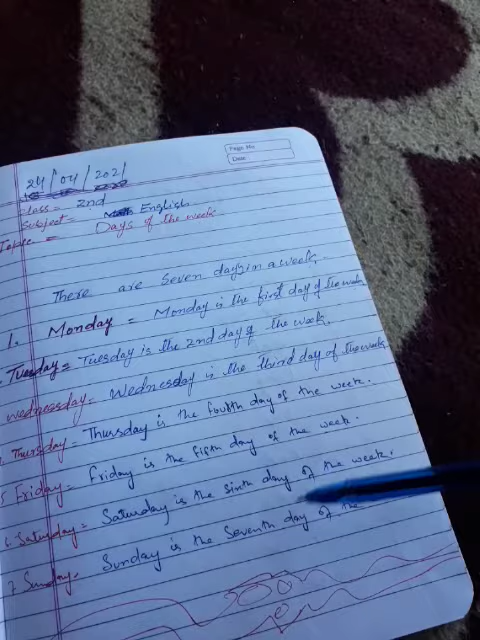 Page No
Date
24/04/2021
Class = 2nd
Subject = English
Topic = Days of the week
There are seven days in a week.
1. Monday = Monday is the first day of the week
Tuesday = Tuesday is the 2nd day of the week.
Wednesday = Wednesday is the third day of the week
Thursday = Thursday is the fourth day of the week.
5 Friday = Friday is the fifth day of the week.
6. Saturday = Saturday is the sixth day of the week.
7. Sunday = Sunday is the seventh day of the